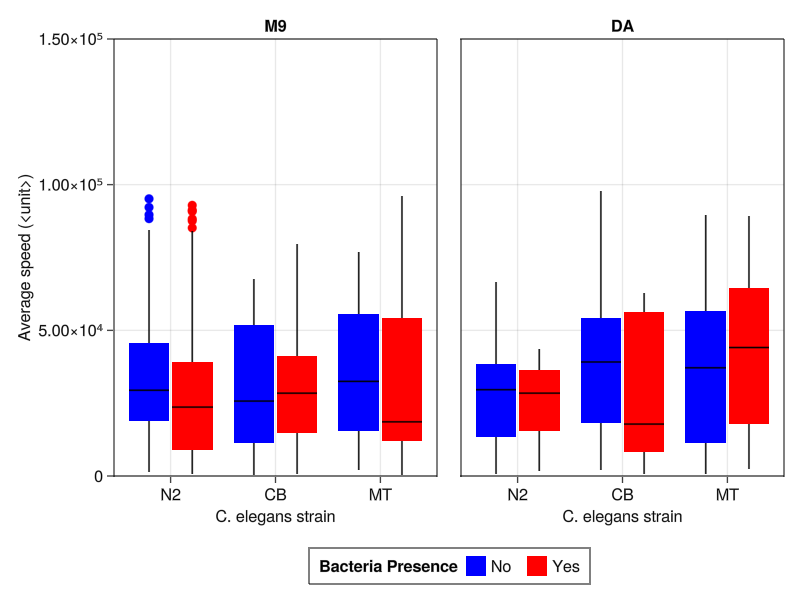 M9
DA
1.50×10⁵
1.00×10⁵
5.00×10⁴
0
Average speed (<unit>)
N2 CB MT
N2 CB MT
C. elegans strain
C. elegans strain
Bacteria Presence No Yes